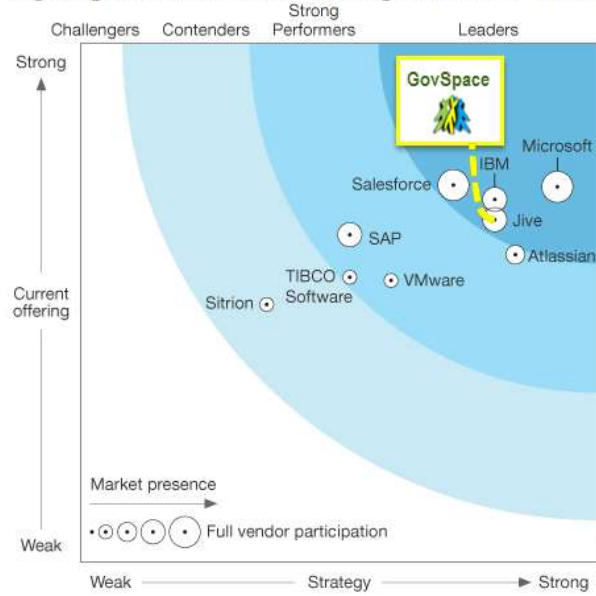 Strong
Challengers Contenders Performers Leaders
Strong
GovSpace
Microsoft
IBM
Salesforce
Jive
SAP
Atlassian
TIBCO
Software
VMware
Sitrion
Current
offering
Market presence
Full vendor participation
Weak
Weak Strategy Strong